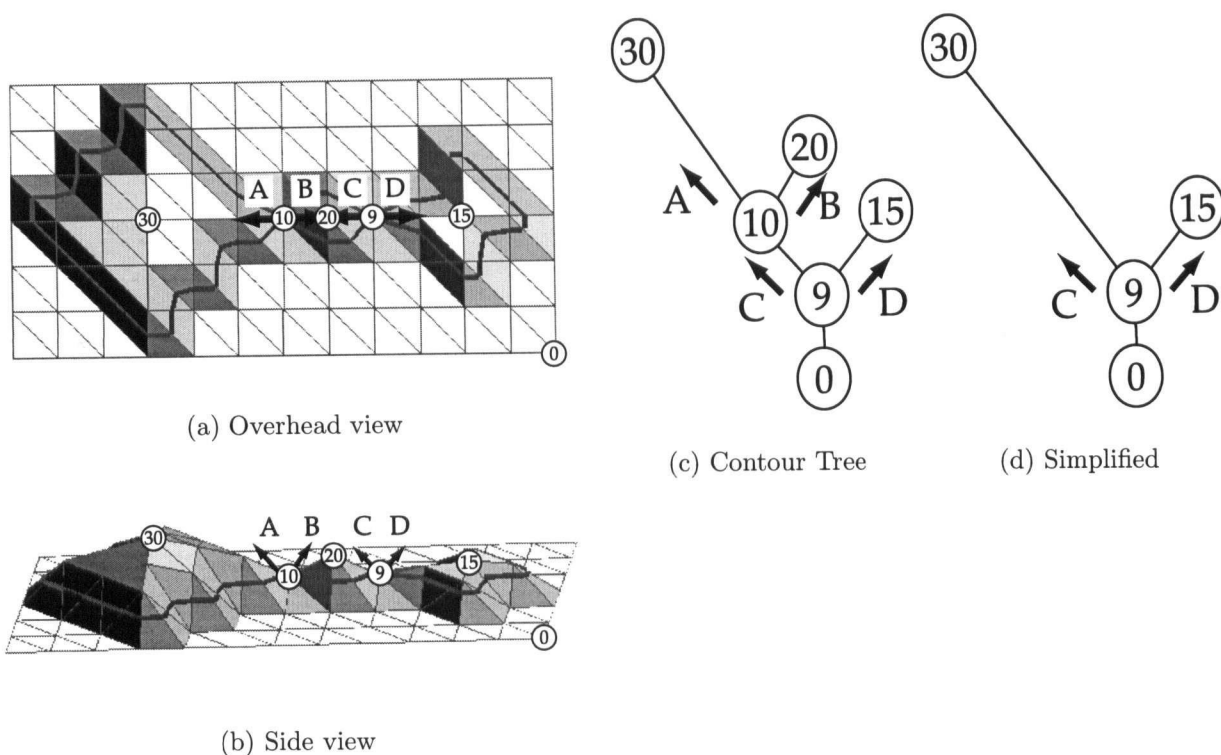 A B C D
30 10 20 9 15
0
(a) Overhead view
A B C D
30 10 20 9 15
0
(b) Side view
30
20
A 10 B 15
C 9 D
0
(c) Contour Tree
30
15
C 9 D
0
(d) Simplified